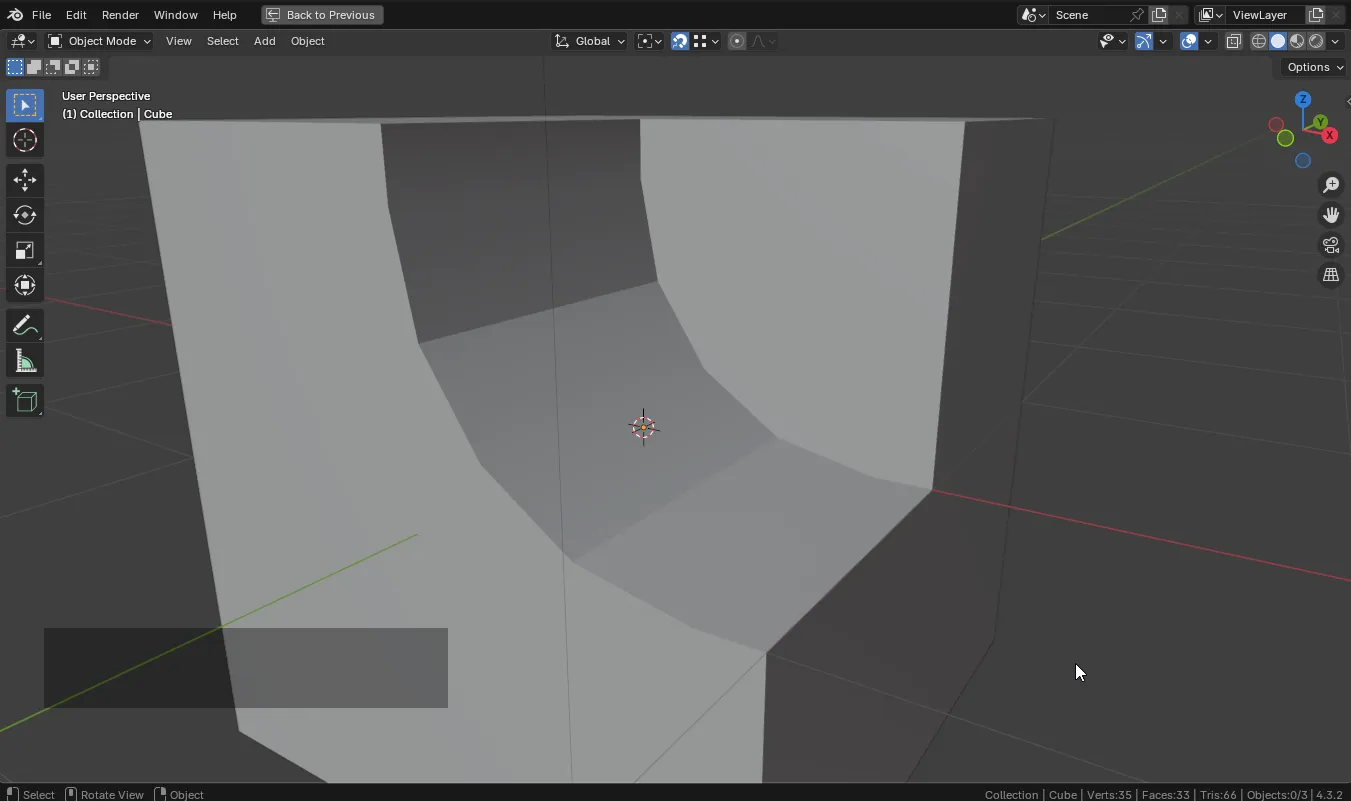 File Edit Render Window Help Back to Previous Scene ViewLayer
Object Mode View Select Add Object Global
Options
User Perspective
(1) Collection | Cube
Z
Y
X
Select Rotate View Object Collection | Cube | Verts:35 | Faces:33 | Tris:66 | Objects:0/3 | 4.3.2